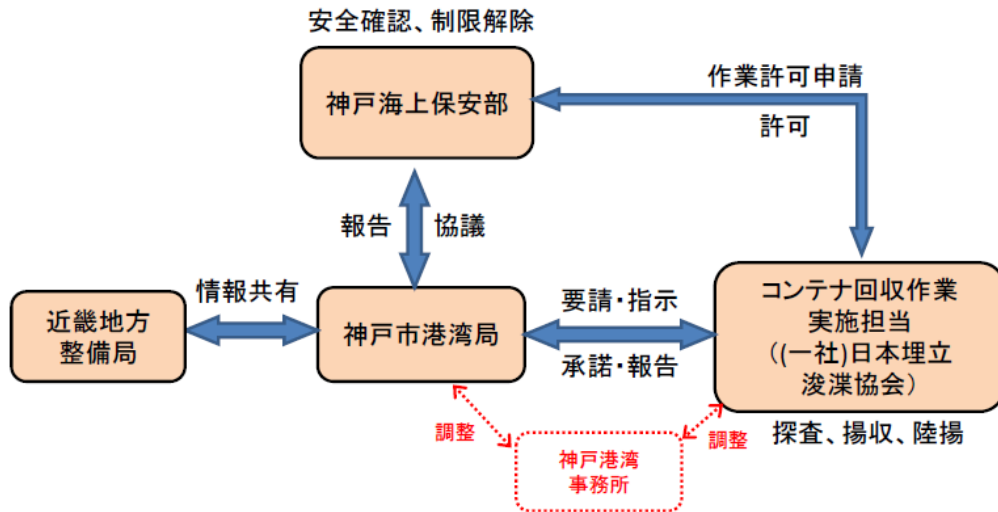 安全確認、制限解除
神戸海上保安部
作業許可申請
許可
報告
協議
情報共有
近畿地方
整備局
神戸市港湾局
要請・指示
承諾・報告
コンテナ回収作業
実施担当
((一社)日本埋立
浚渫協会)
探査、揚収、陸揚
調整
調整
神戸港湾
事務所